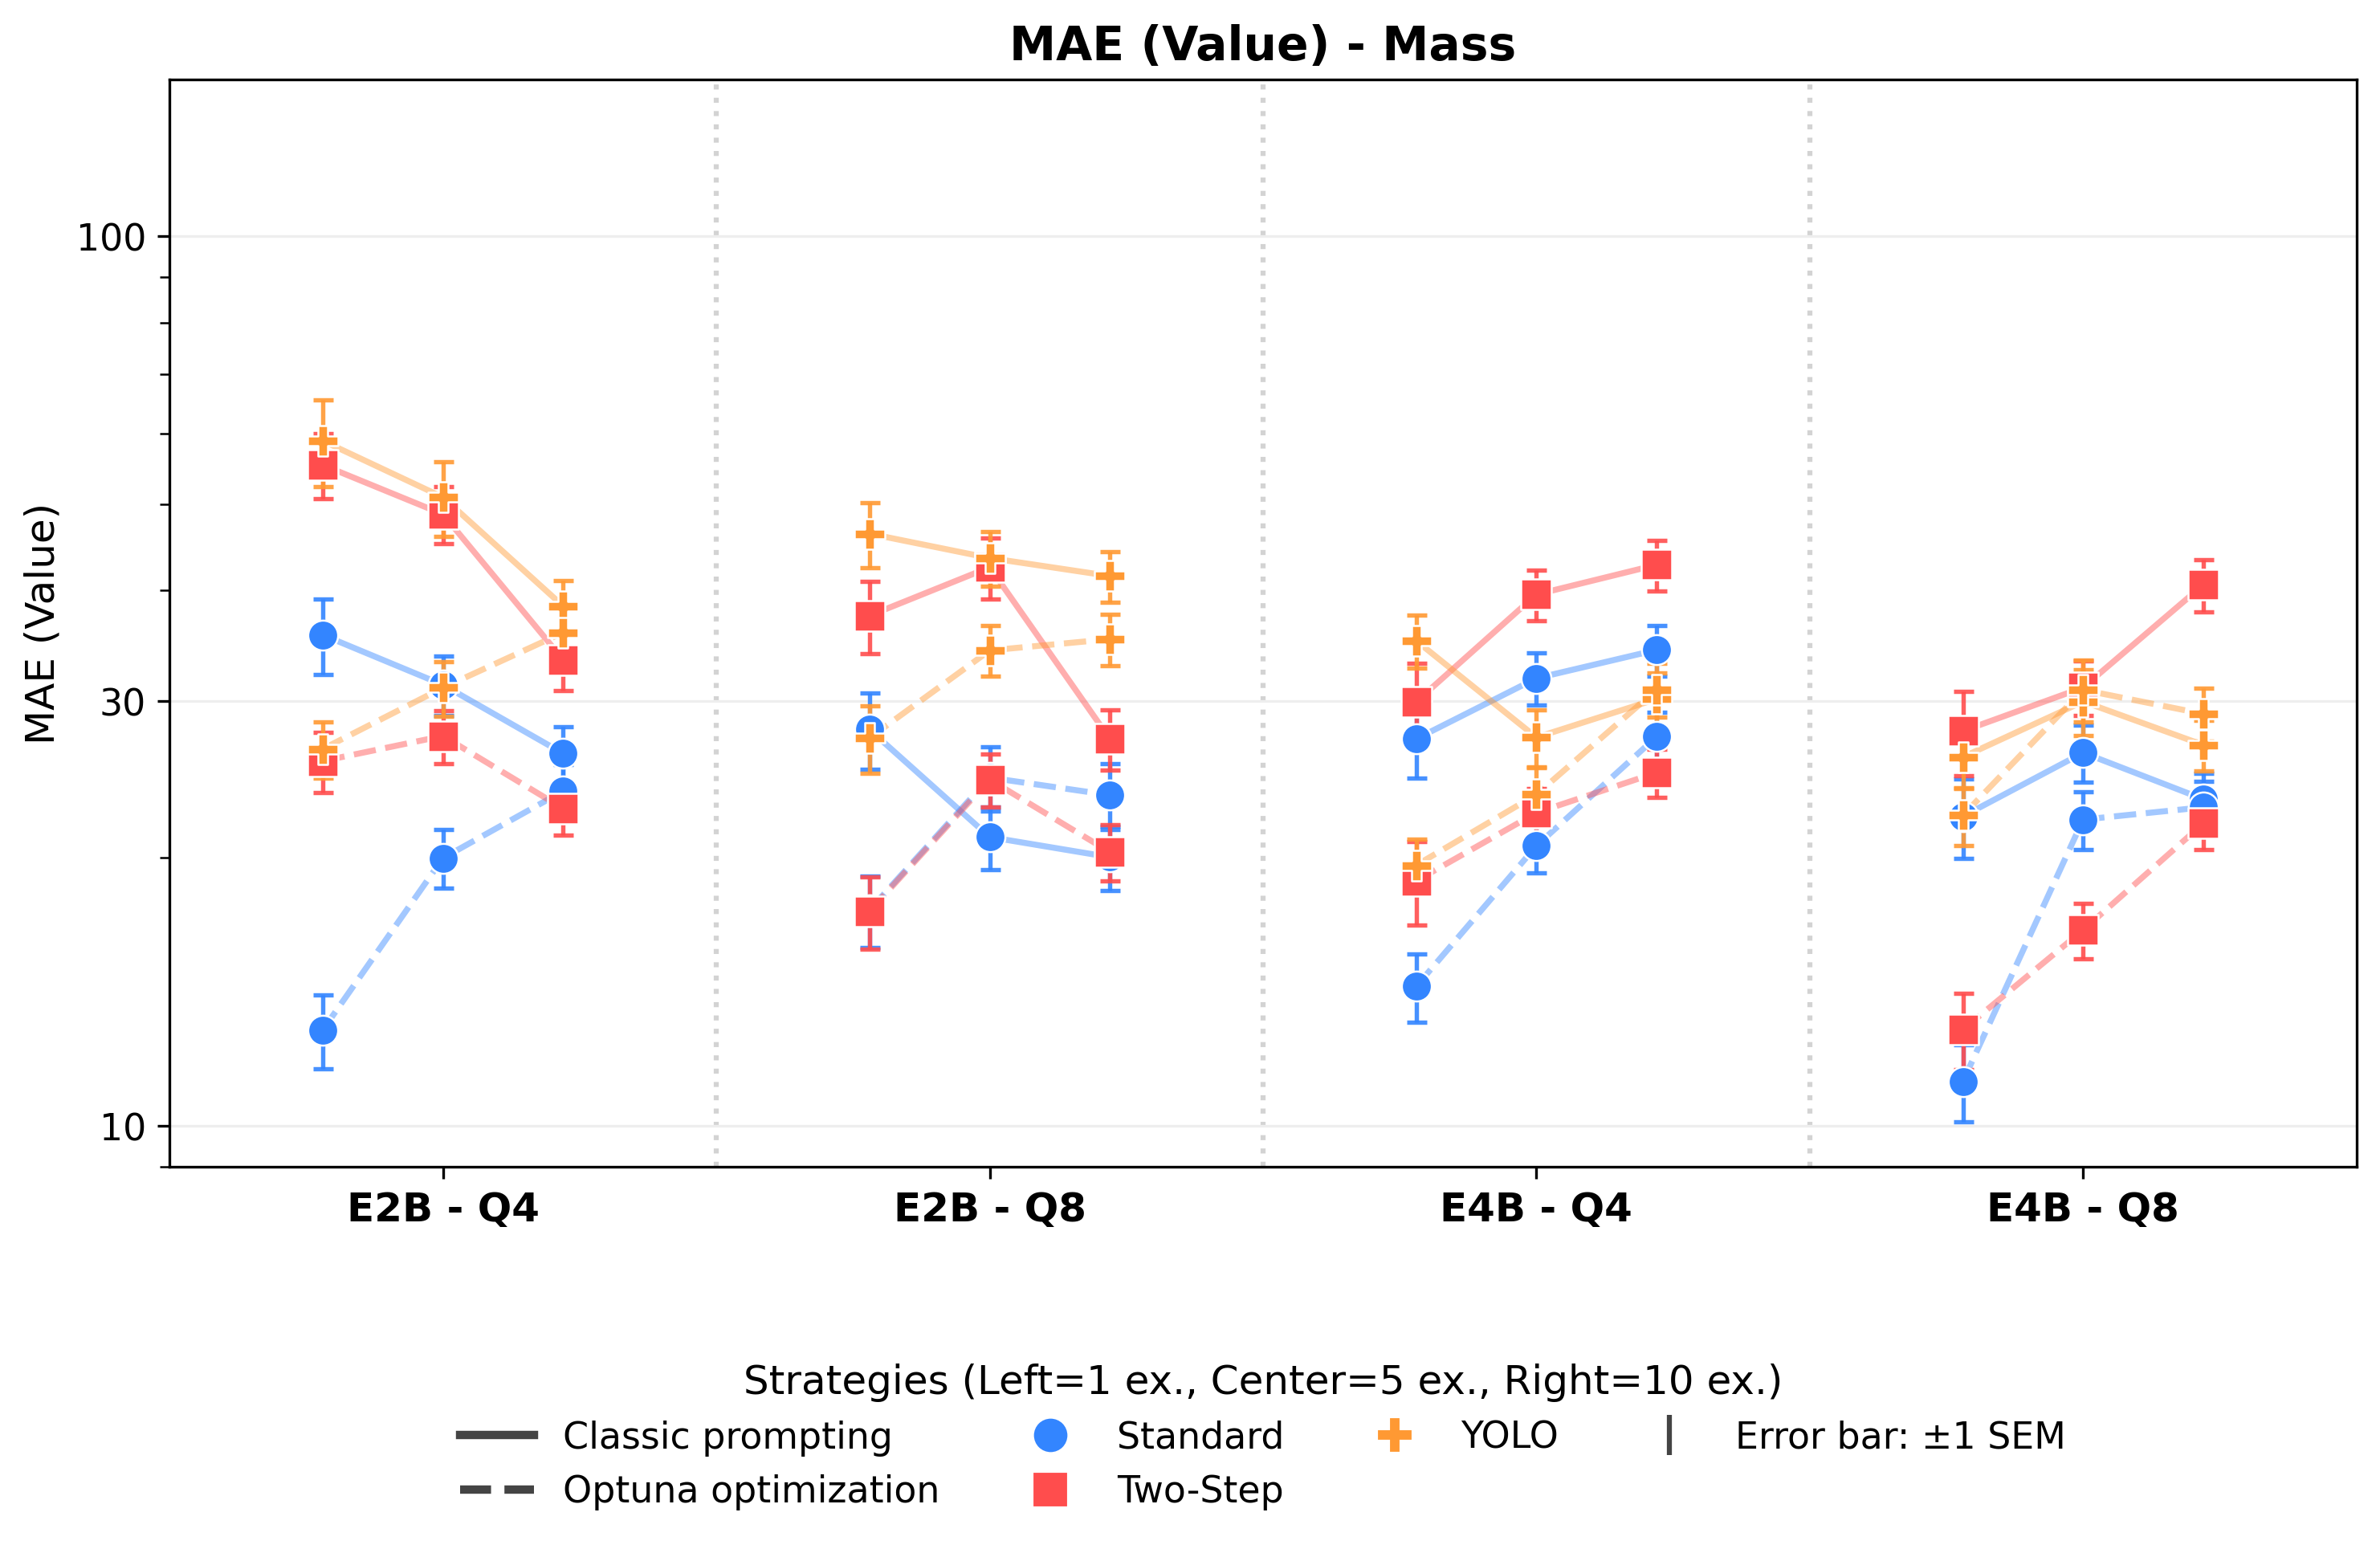 MAE (Value) - Mass
MAE (Value)
100
30
10
E2B - Q4
E2B - Q8
E4B - Q4
E4B - Q8
Strategies (Left=1 ex., Center=5 ex., Right=10 ex.)
Classic prompting
Optuna optimization
Standard
Two-Step
YOLO
Error bar: ±1 SEM